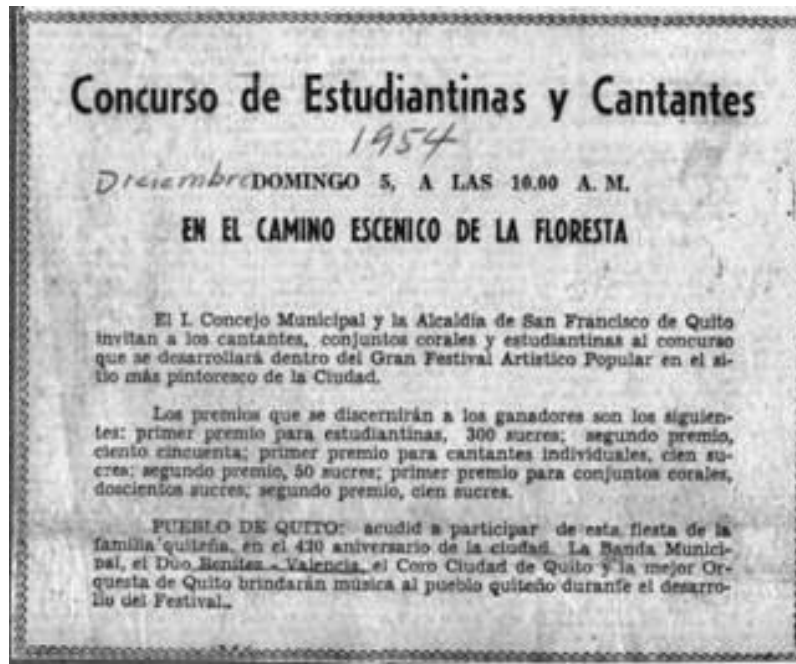 Concurso de Estudiantinas y Cantantes
1954
Diciembre DOMINGO 5, A LAS 10.00 A. M.
EN EL CAMINO ESCENICO DE LA FLORESTA
El I. Concejo Municipal y la Alcaldía de San Francisco de Quito
invitan a los cantantes, conjuntos corales y estudiantinas al concurso
que se desarrollará dentro del Gran Festival Artístico Popular en el si-
tio más pintoresco de la Ciudad.
Los premios que se discernirán a los ganadores son los siguien-
tes: primer premio para estudiantinas, 300 sucres; segundo premio,
ciento cincuenta; primer premio para cantantes individuales, cien su-
cres; segundo premio, 50 sucres; primer premio para conjuntos corales,
doscientos sucres; segundo premio, cien sucres.
PUEBLO DE QUITO: acudid a participar de esta fiesta de la
familia quiteña, en el 420 aniversario de la ciudad. La Banda Munici-
pal, el Dúo Benítez - Valencia, el Coro Ciudad de Quito y la mejor Or-
questa de Quito brindarán música al pueblo quiteño durante el desarro-
llo del Festival.